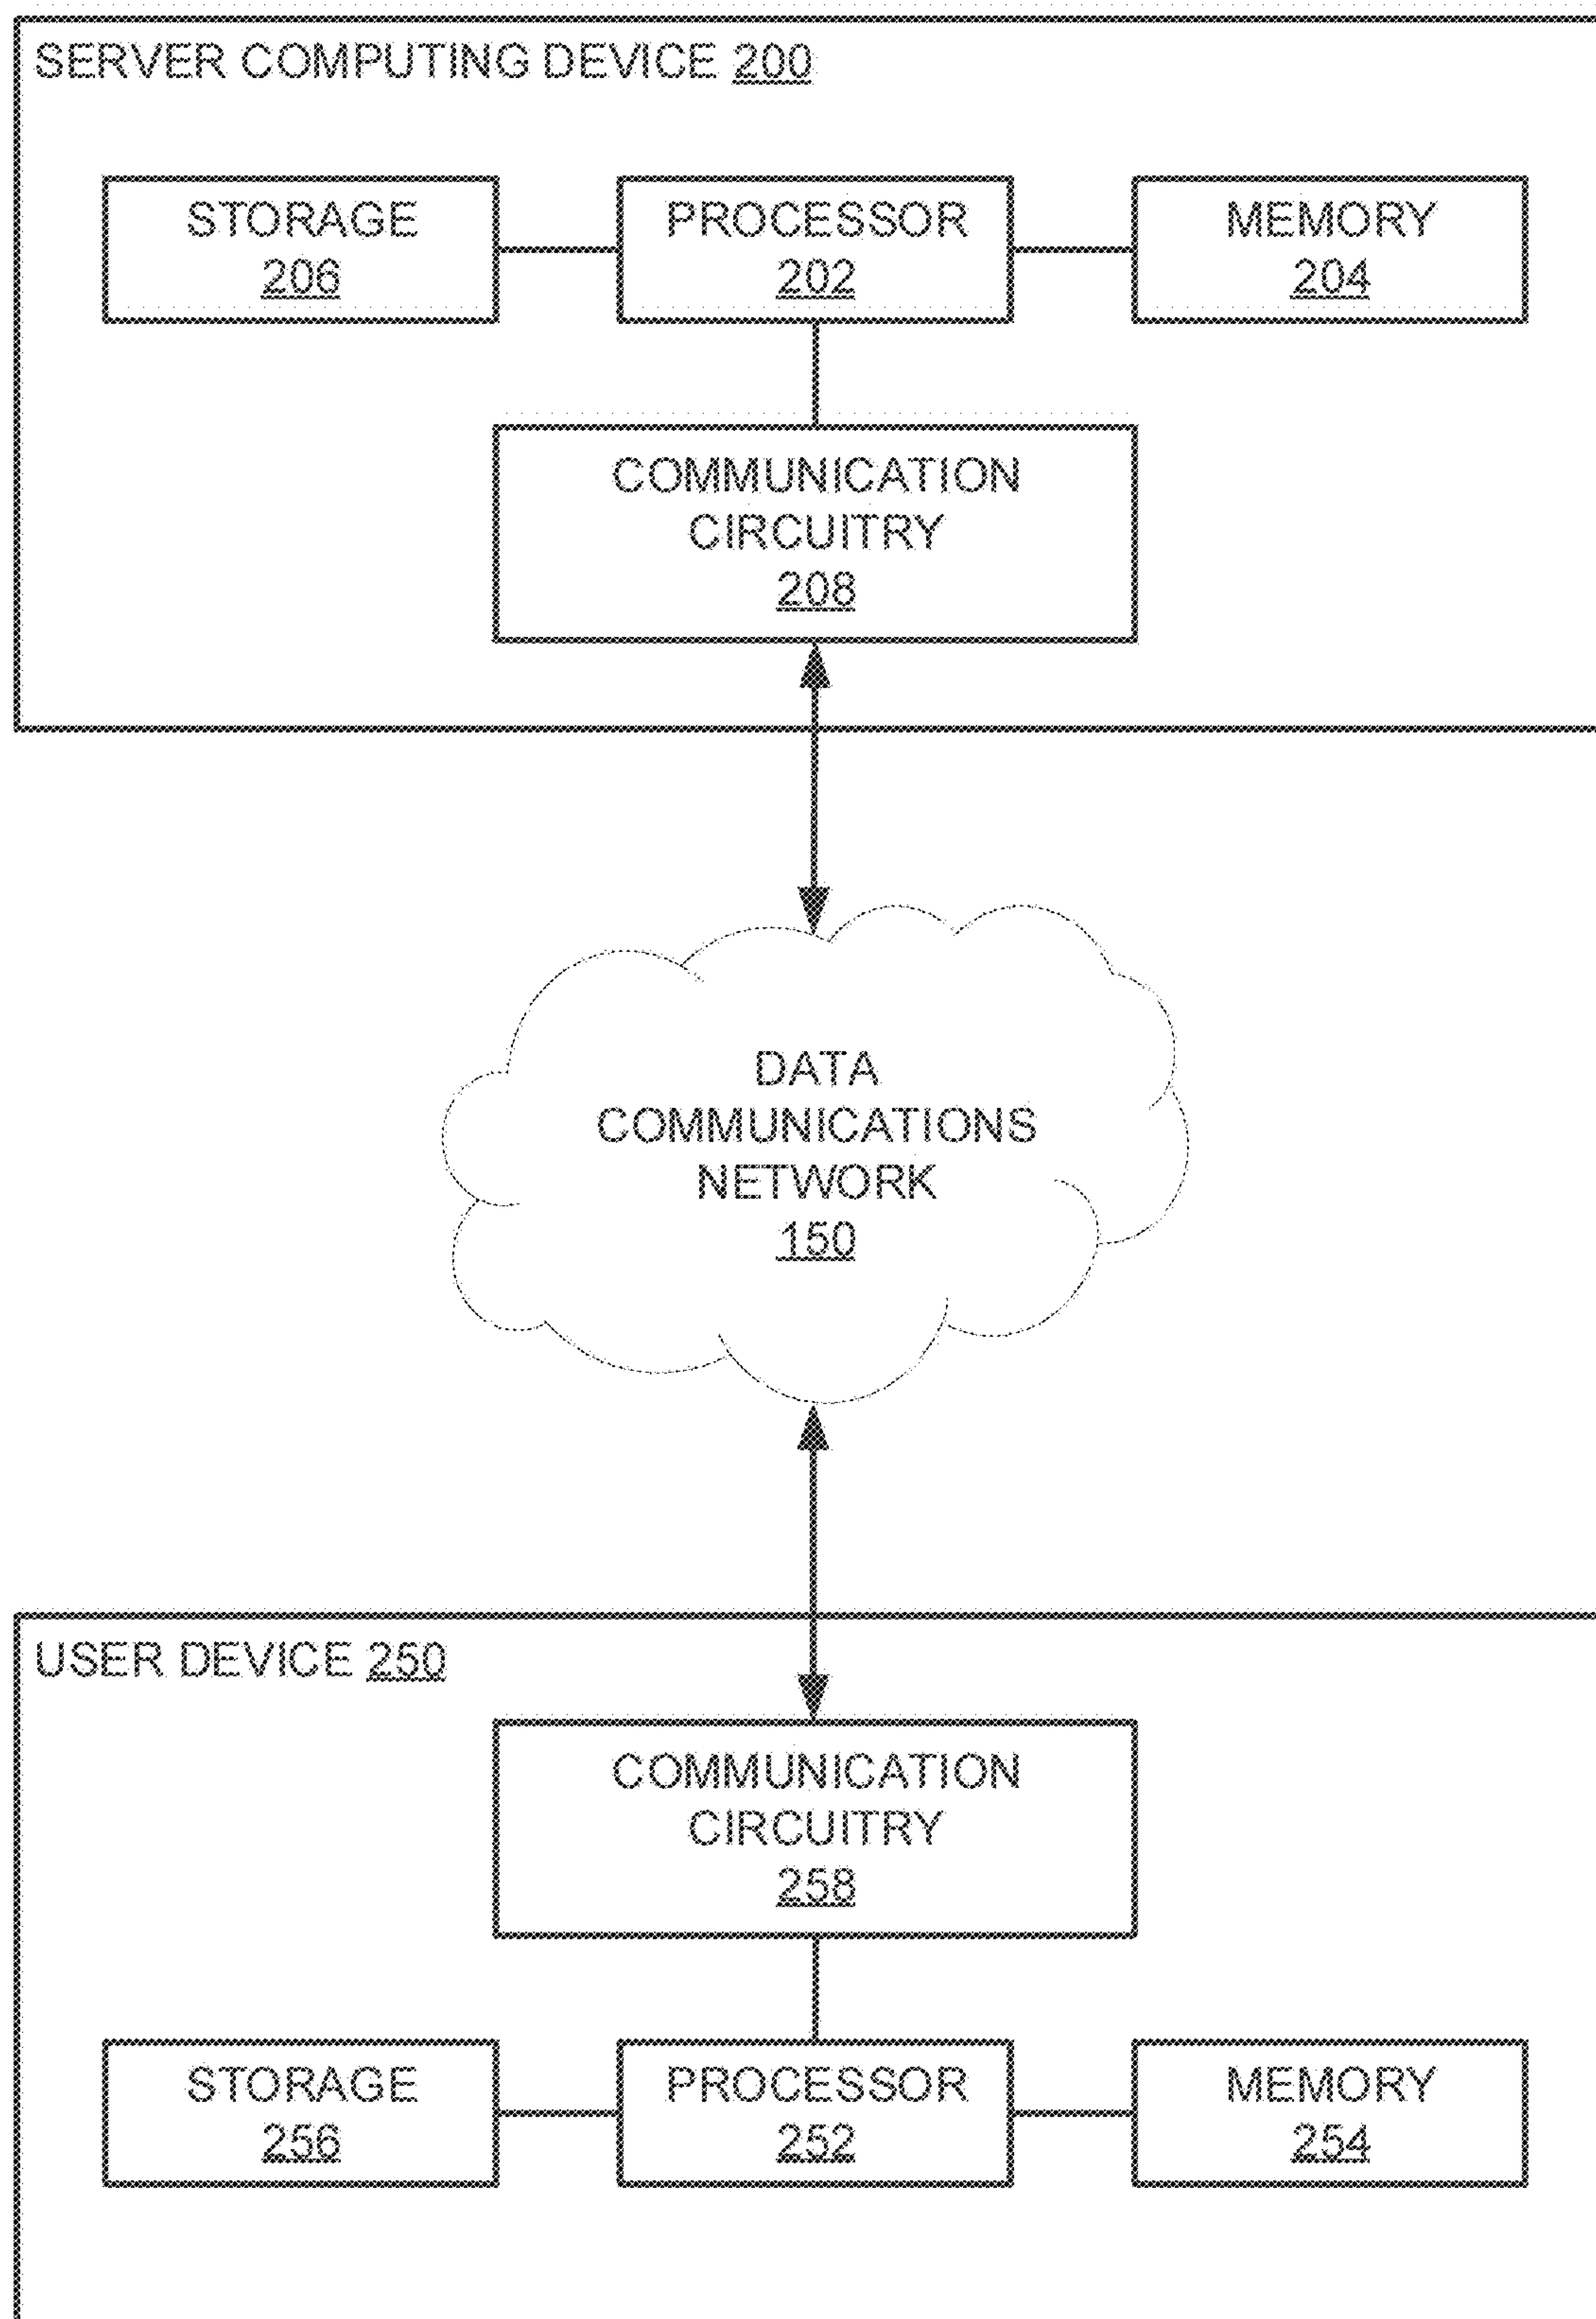 SERVER COMPUTING DEVICE 200
STORAGE
206
PROCESSOR
202
MEMORY
204
COMMUNICATION
CIRCUITRY
208
DATA
COMMUNICATIONS
NETWORK
150
USER DEVICE 250
COMMUNICATION
CIRCUITRY
258
STORAGE
256
PROCESSOR
252
MEMORY
254